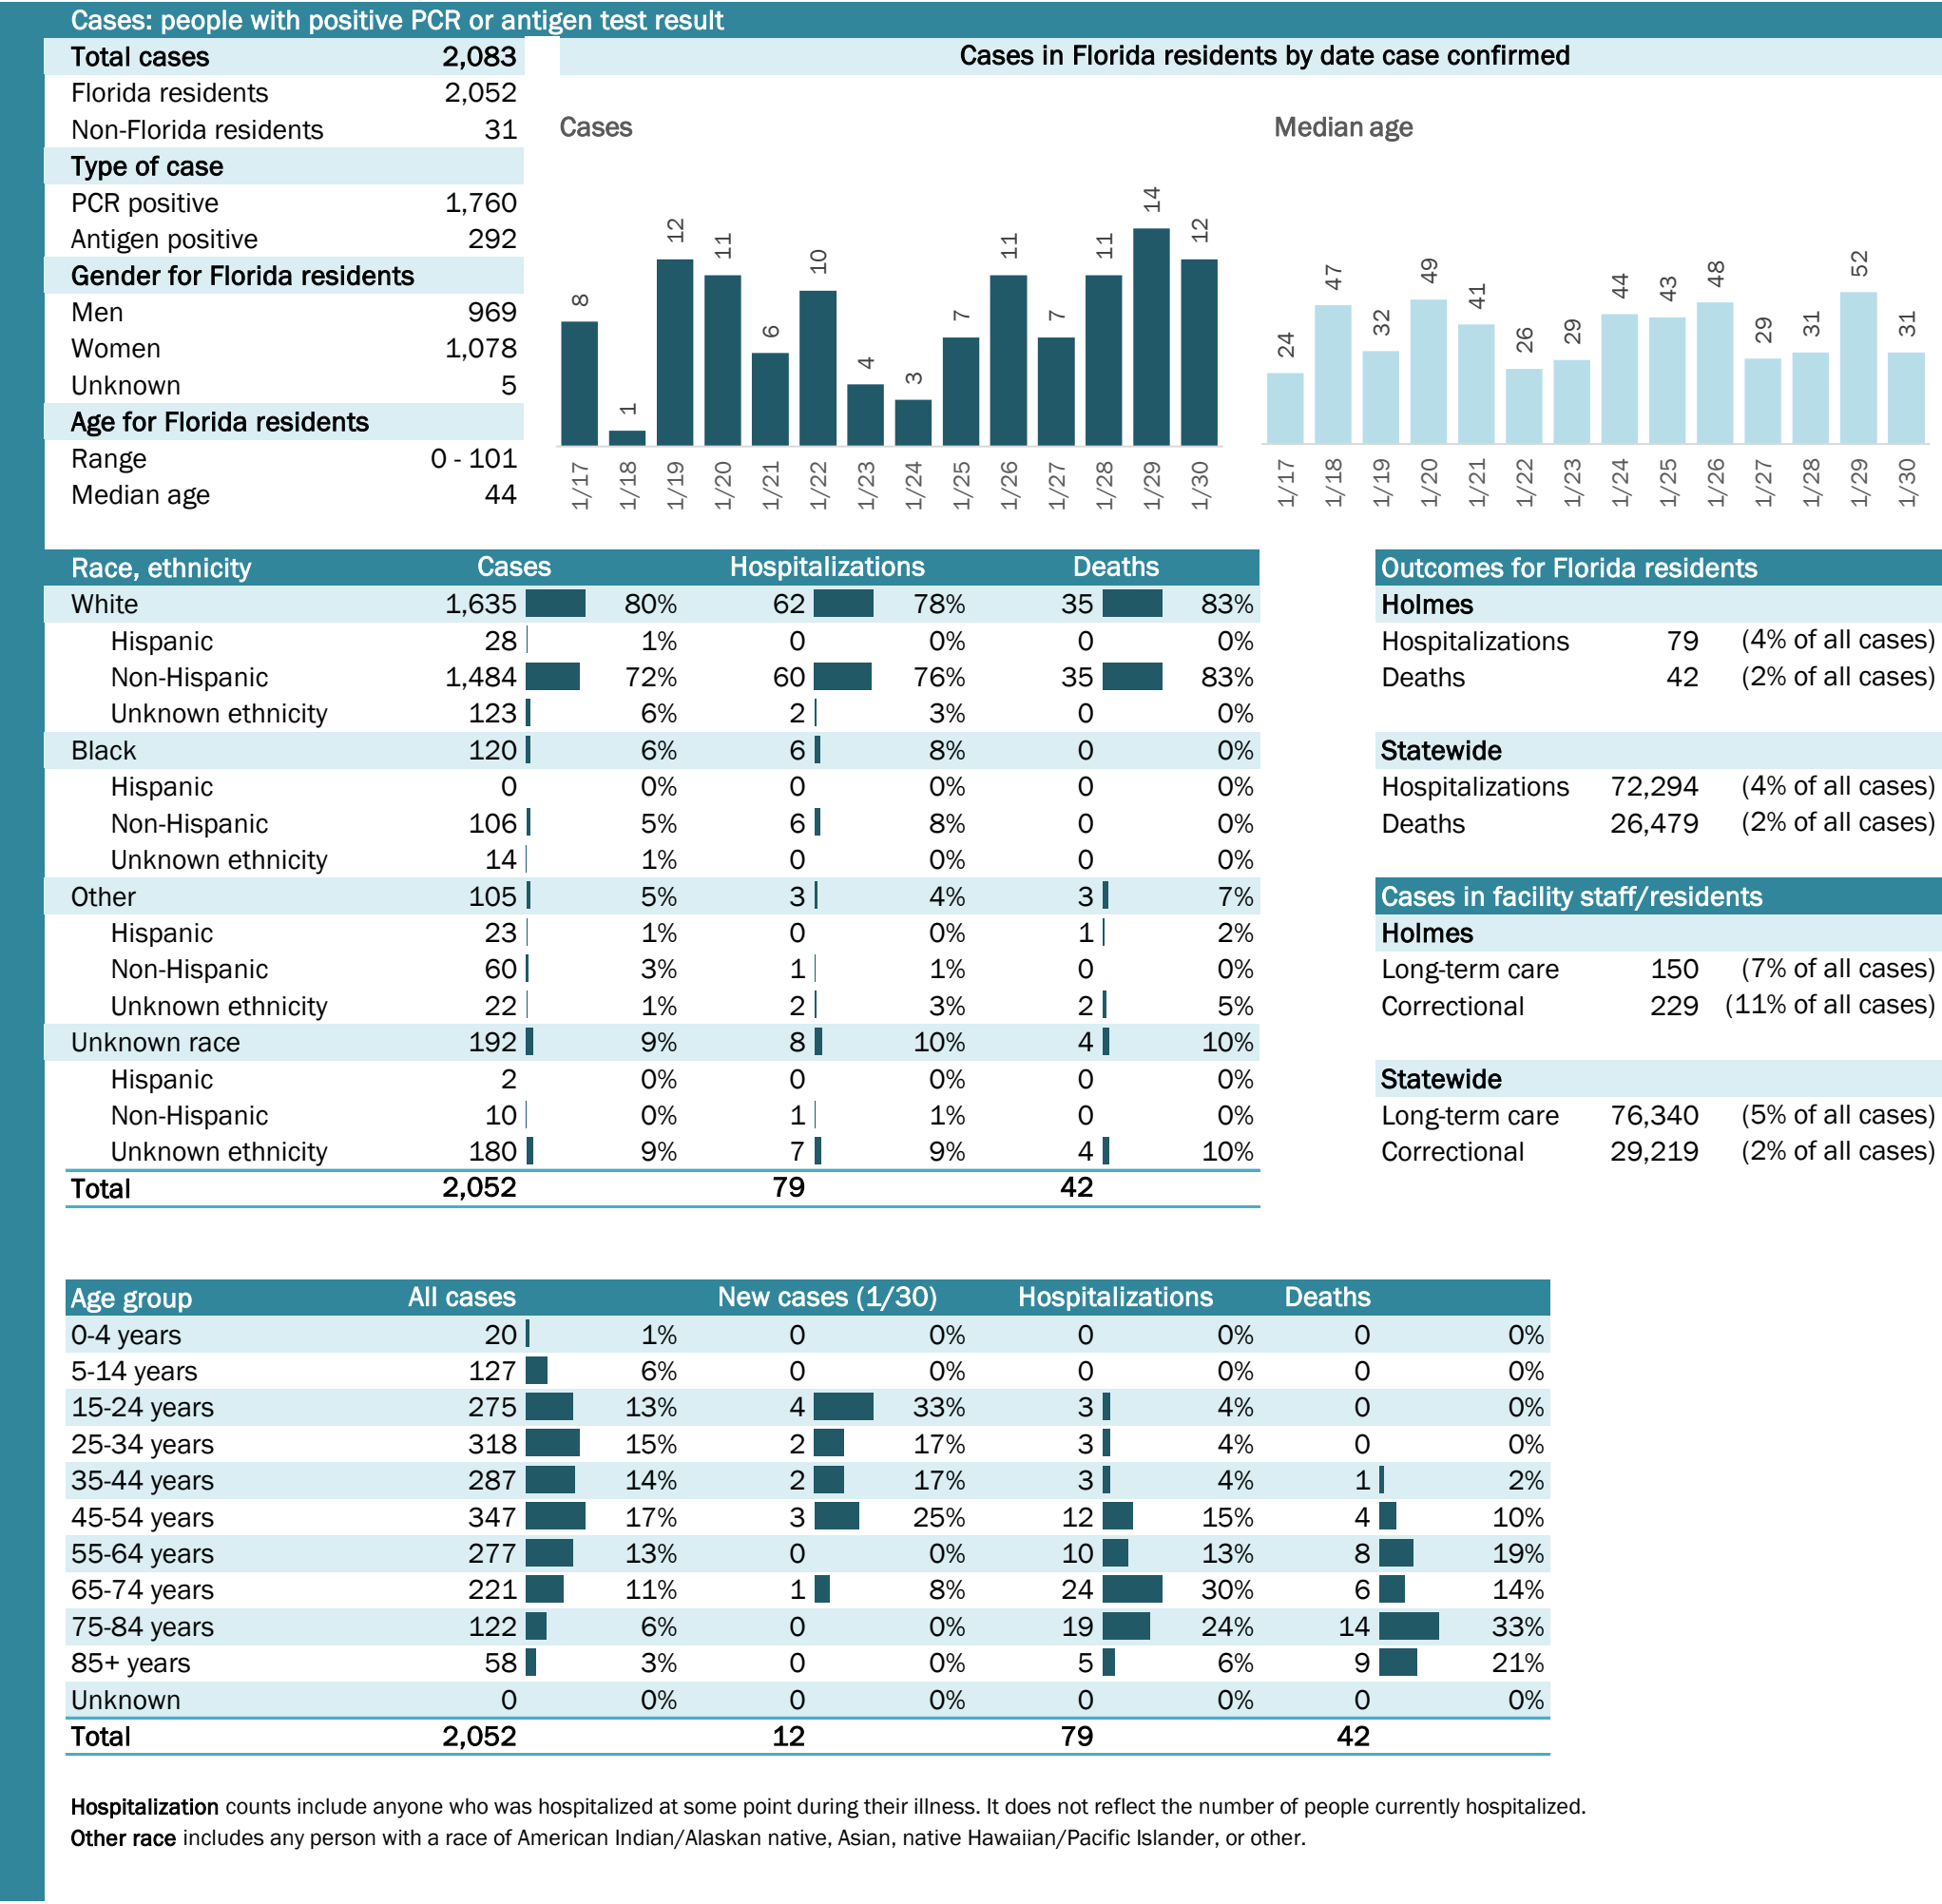 Cases: people with positive PCR or antigen test result
Total cases 2,083
Florida residents 2,052
Non-Florida residents 31
Type of case
PCR positive 1,760
Antigen positive 292
Gender for Florida residents
Men 969
Women 1,078
Unknown 5
Age for Florida residents
Range 0 - 101
Median age 44
Cases in Florida residents by date case confirmed
Cases
8 1 12 11 6 10 4 3 7 11 7 11 14 12
1/17 1/18 1/19 1/20 1/21 1/22 1/23 1/24 1/25 1/26 1/27 1/28 1/29 1/30
Median age
24 47 32 49 41 26 29 44 43 48 29 31 52 31
1/17 1/18 1/19 1/20 1/21 1/22 1/23 1/24 1/25 1/26 1/27 1/28 1/29 1/30
Race, ethnicity Cases Hospitalizations Deaths
White 1,635 80% 62 78% 35 83%
Hispanic 28 1% 0 0% 0 0%
Non-Hispanic 1,484 72% 60 76% 35 83%
Unknown ethnicity 123 6% 2 3% 0 0%
Black 120 6% 6 8% 0 0%
Hispanic 0 0% 0 0% 0 0%
Non-Hispanic 106 5% 6 8% 0 0%
Unknown ethnicity 14 1% 0 0% 0 0%
Other 105 5% 3 4% 3 7%
Hispanic 23 1% 0 0% 1 2%
Non-Hispanic 60 3% 1 1% 0 0%
Unknown ethnicity 22 1% 2 3% 2 5%
Unknown race 192 9% 8 10% 4 10%
Hispanic 2 0% 0 0% 0 0%
Non-Hispanic 10 0% 1 1% 0 0%
Unknown ethnicity 180 9% 7 9% 4 10%
Total 2,052 79 42
Outcomes for Florida residents
Holmes
Hospitalizations 79 (4% of all cases)
Deaths 42 (2% of all cases)
Statewide
Hospitalizations 72,294 (4% of all cases)
Deaths 26,479 (2% of all cases)
Cases in facility staff/residents
Holmes
Long-term care 150 (7% of all cases)
Correctional 229 (11% of all cases)
Statewide
Long-term care 76,340 (5% of all cases)
Correctional 29,219 (2% of all cases)
Age group All cases New cases (1/30) Hospitalizations Deaths
0-4 years 20 1% 0 0% 0 0% 0 0%
5-14 years 127 6% 0 0% 0 0% 0 0%
15-24 years 275 13% 4 33% 3 4% 0 0%
25-34 years 318 15% 2 17% 3 4% 0 0%
35-44 years 287 14% 2 17% 3 4% 1 2%
45-54 years 347 17% 3 25% 12 15% 4 10%
55-64 years 277 13% 0 0% 10 13% 8 19%
65-74 years 221 11% 1 8% 24 30% 6 14%
75-84 years 122 6% 0 0% 19 24% 14 33%
85+ years 58 3% 0 0% 5 6% 9 21%
Unknown 0 0% 0 0% 0 0% 0 0%
Total 2,052 12 79 42
Hospitalization counts include anyone who was hospitalized at some point during their illness. It does not reflect the number of people currently hospitalized.
Other race includes any person with a race of American Indian/Alaskan native, Asian, native Hawaiian/Pacific Islander, or other.